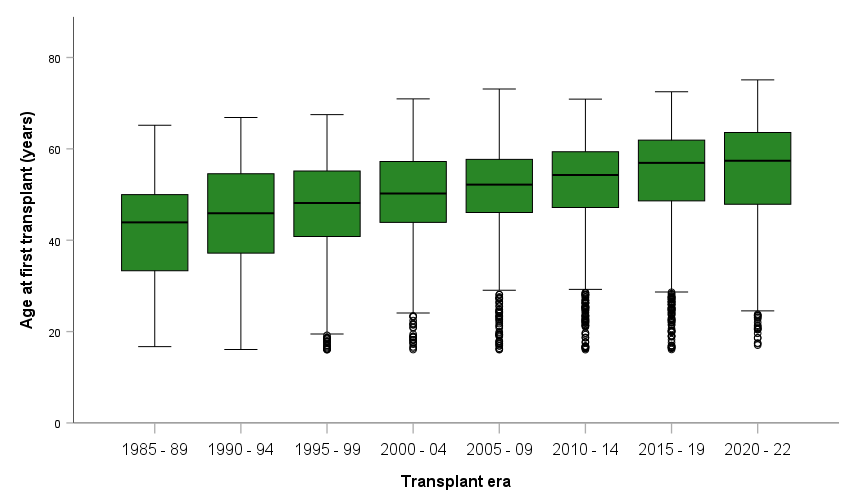 Age at first transplant (years)
80
60
40
20
0
1985 - 89 1990 - 94 1995 - 99 2000 - 04 2005 - 09 2010 - 14 2015 - 19 2020 - 22
Transplant era